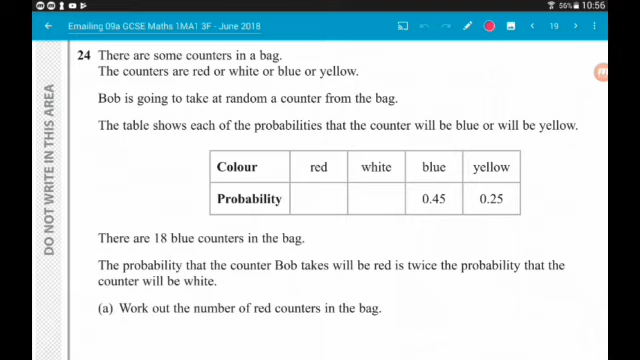 56% 10:56
Emailing 09a GCSE Maths 1MA1 3F - June 2018
19
DO NOT WRITE IN THIS AREA
24 There are some counters in a bag.
The counters are red or white or blue or yellow.
Bob is going to take at random a counter from the bag.
The table shows each of the probabilities that the counter will be blue or will be yellow.
Colour red white blue yellow
Probability 0.45 0.25
There are 18 blue counters in the bag.
The probability that the counter Bob takes will be red is twice the probability that the
counter will be white.
(a) Work out the number of red counters in the bag.